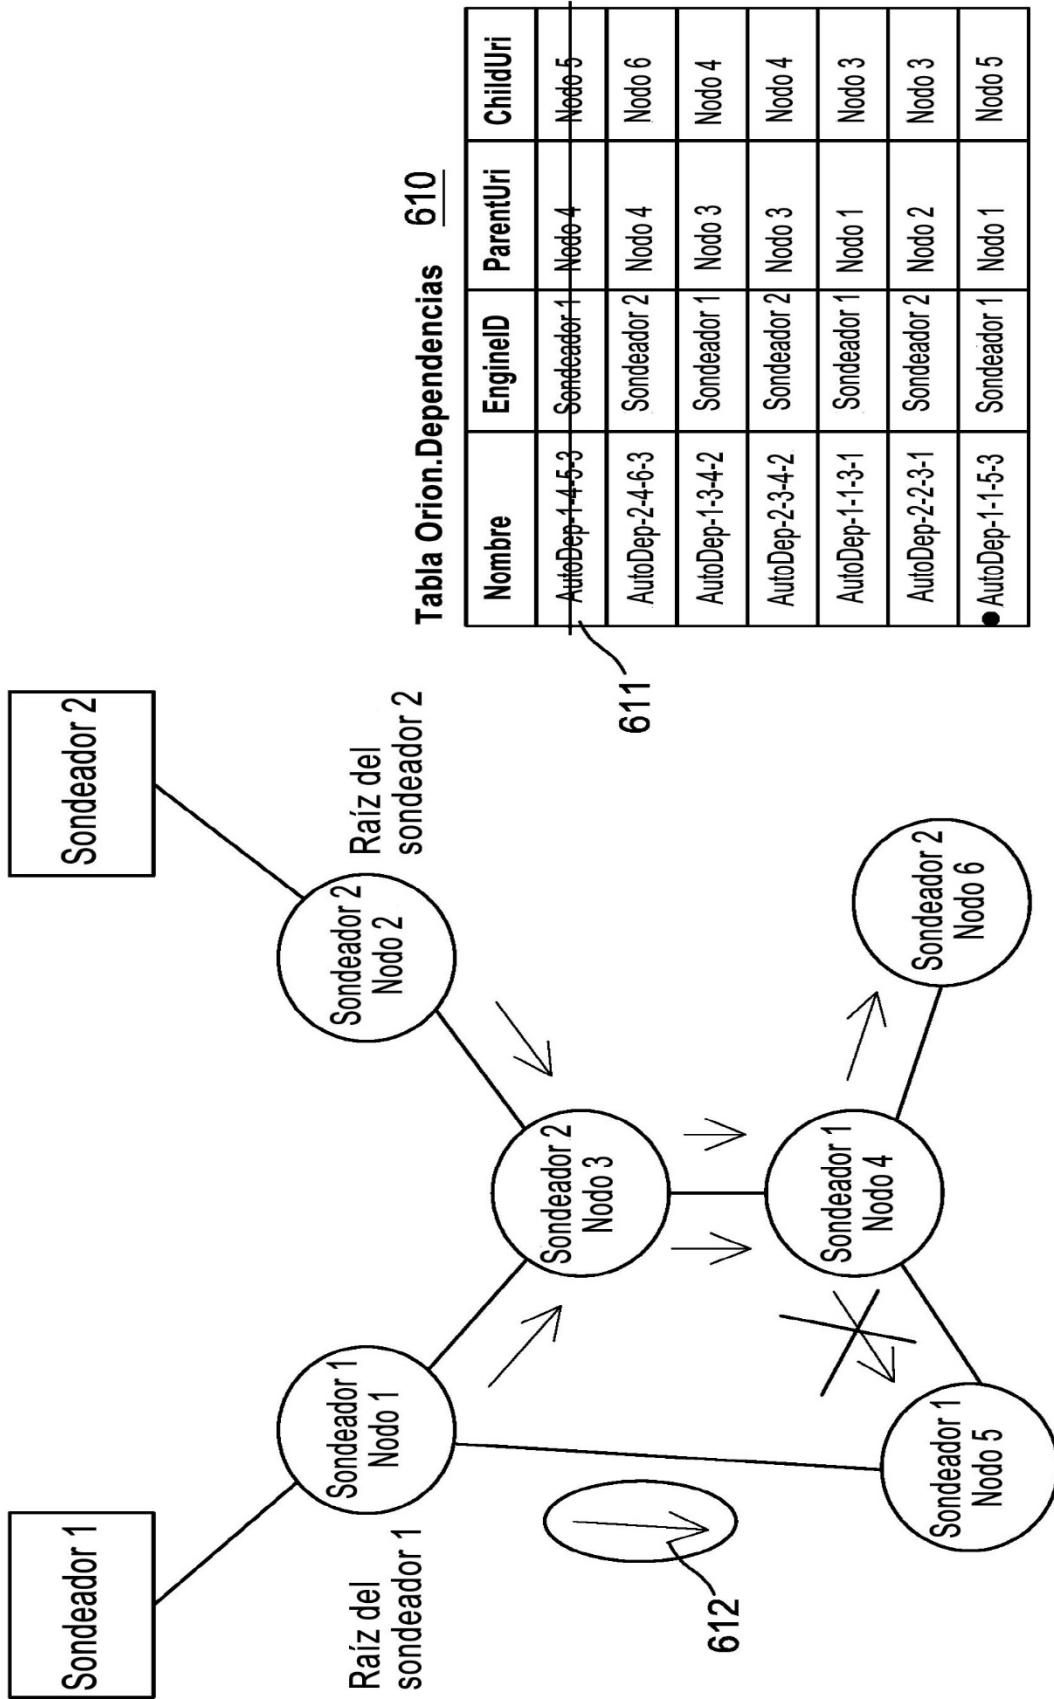 Sondeador 1
Sondeador 2
Raíz del
sondeador 1
Sondeador 1
Nodo 1
Sondeador 2
Nodo 2
Raíz del
sondeador 2
Sondeador 2
Nodo 3
612
Sondeador 1
Nodo 4
Sondeador 1
Nodo 5
Sondeador 2
Nodo 6
Tabla Orion.Dependencias 610
Nombre EngineID ParentUri ChildUri
AutoDep-1-4-5-3 Sondeador 1 Nodo 4 Nodo 5
611
AutoDep-2-4-6-3 Sondeador 2 Nodo 4 Nodo 6
AutoDep-1-3-4-2 Sondeador 1 Nodo 3 Nodo 4
AutoDep-2-3-4-2 Sondeador 2 Nodo 3 Nodo 4
AutoDep-1-1-3-1 Sondeador 1 Nodo 1 Nodo 3
AutoDep-2-2-3-1 Sondeador 2 Nodo 2 Nodo 3
● AutoDep-1-1-5-3 Sondeador 1 Nodo 1 Nodo 5